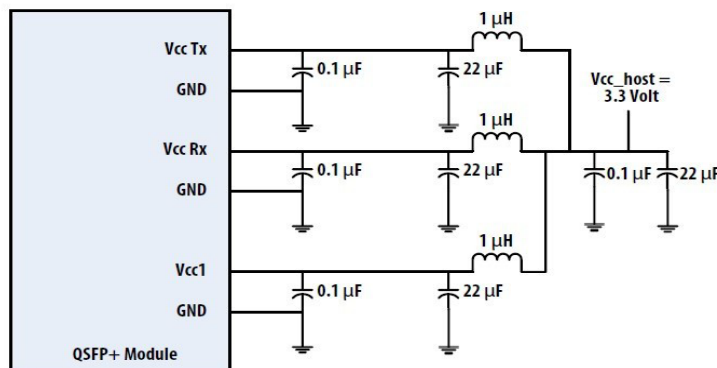 1 µH
Vcc Tx
0.1 µF
22 µF
GND
Vcc_host =
3.3 Volt
1 µH
Vcc Rx
0.1 µF
22 µF
0.1 µF
22 µF
GND
1 µH
Vcc1
0.1 µF
22 µF
GND
QSFP+ Module